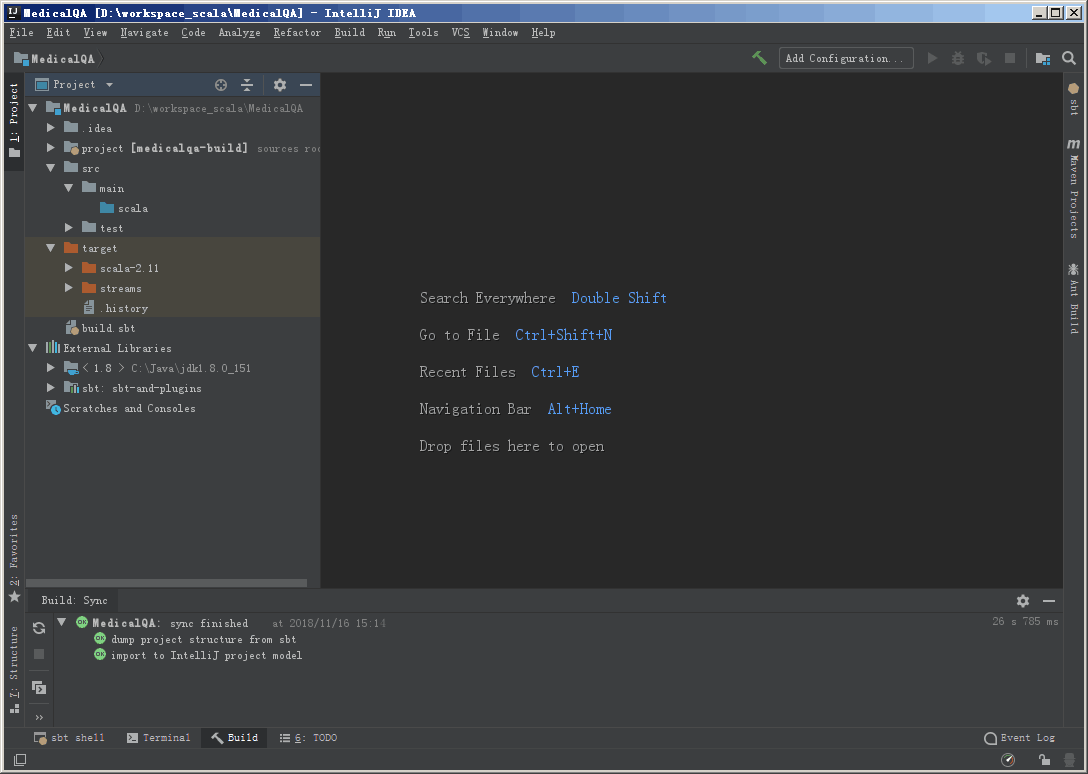 MedicalQA [D:\workspace_scala\MedicalQA] - IntelliJ IDEA
File Edit View Navigate Code Analyze Refactor Build Run Tools VCS Window Help
MedicalQA
Add Configuration...
1: Project
Project
MedicalQA D:\workspace_scala\MedicalQA
.idea
project [medicalqa-build] sources roo
src
main
scala
test
target
scala-2.11
streams
.history
build.sbt
External Libraries
< 1.8 > C:\Java\jdk1.8.0_151
sbt: sbt-and-plugins
Scratches and Consoles
Search Everywhere Double Shift
Go to File Ctrl+Shift+N
Recent Files Ctrl+E
Navigation Bar Alt+Home
Drop files here to open
sbt
m
Maven Projects
Ant Build
2: Favorites
7: Structure
Build: Sync
MedicalQA: sync finished at 2018/11/16 15:14
26 s 785 ms
OK dump project structure from sbt
OK import to IntelliJ project model
sbt shell Terminal Build 6: TODO Event Log